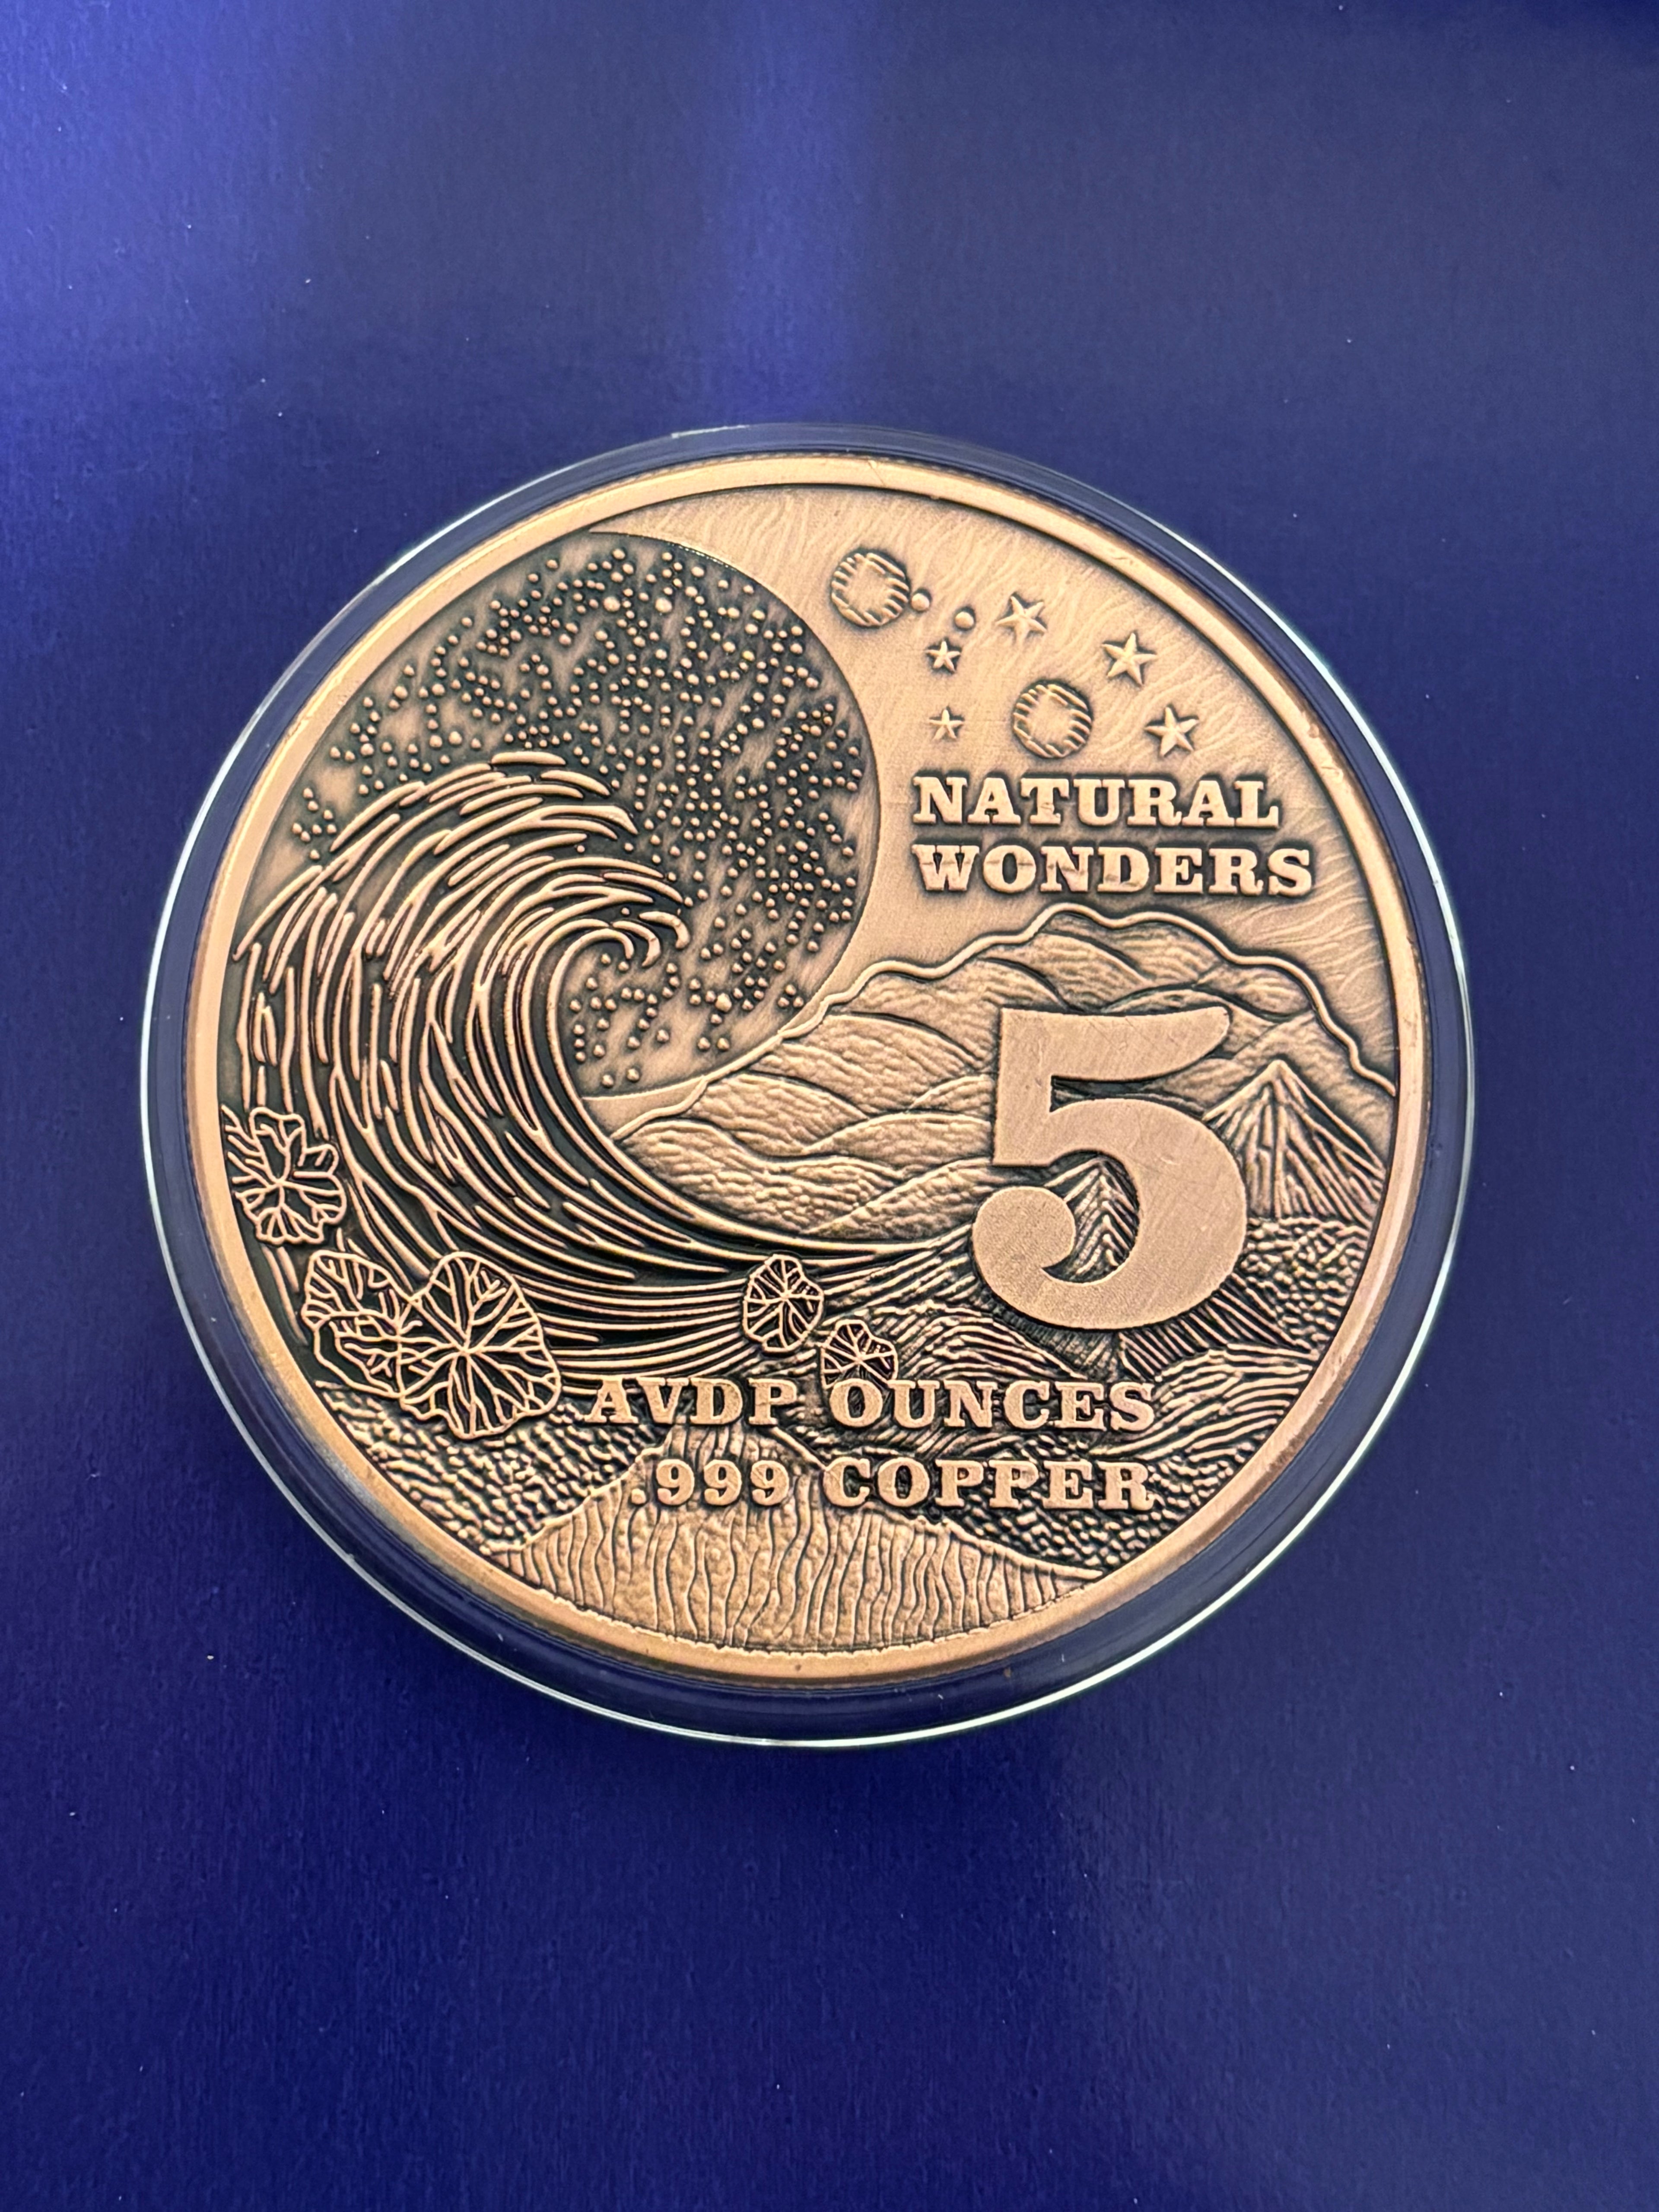 NATURAL
WONDERS
5
AVDP OUNCES
.999 COPPER